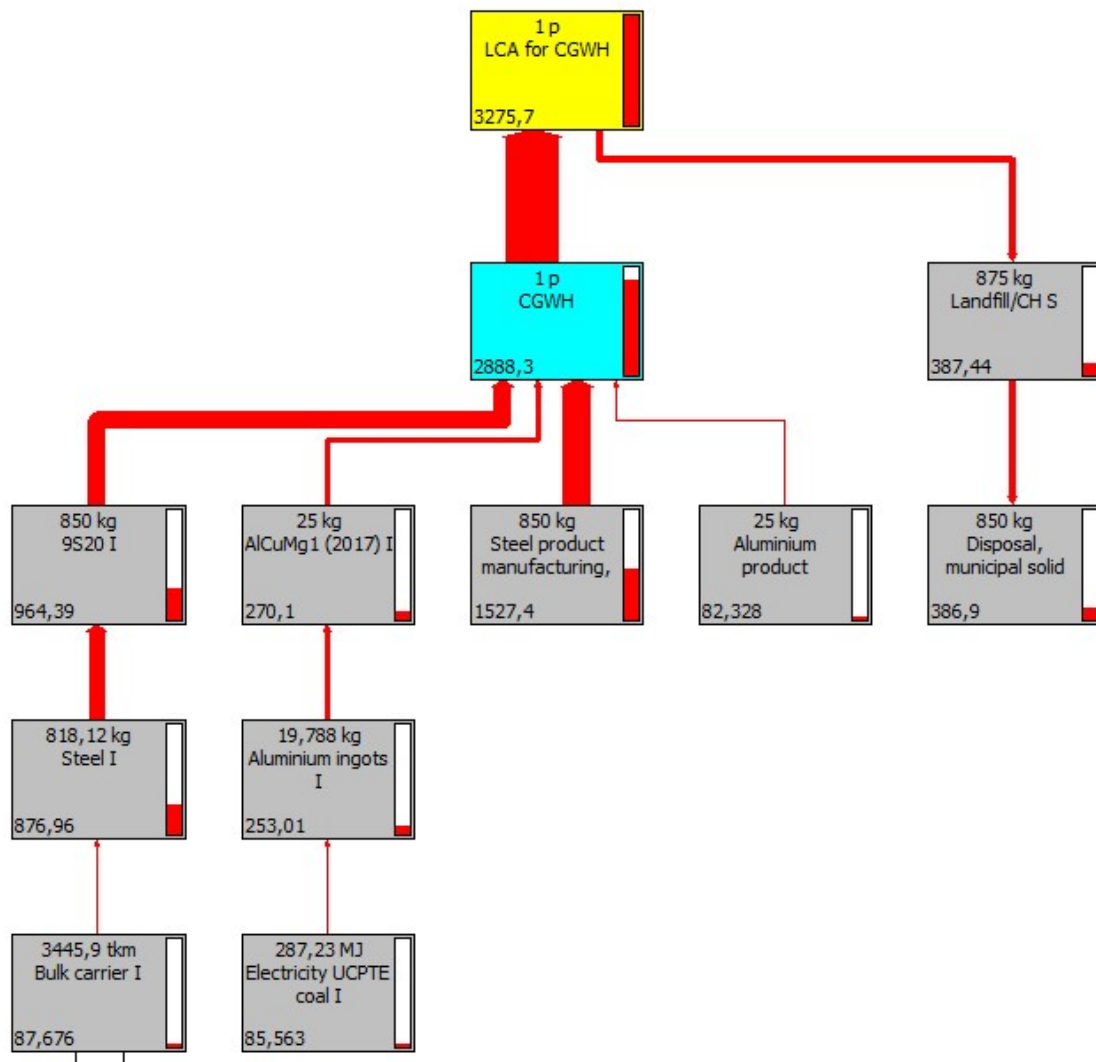 1 p
LCA for CGWH
3275,7
1 p
CGWH
2888,3
875 kg
Landfill/CH S
387,44
850 kg
9S20 I
964,39
25 kg
AlCuMg1 (2017) I
270,1
850 kg
Steel product
manufacturing,
1527,4
25 kg
Aluminium
product
82,328
850 kg
Disposal,
municipal solid
386,9
818,12 kg
Steel I
876,96
19,788 kg
Aluminium ingots
I
253,01
3445,9 tkm
Bulk carrier I
87,676
287,23 MJ
Electricity UCPTE
coal I
85,563